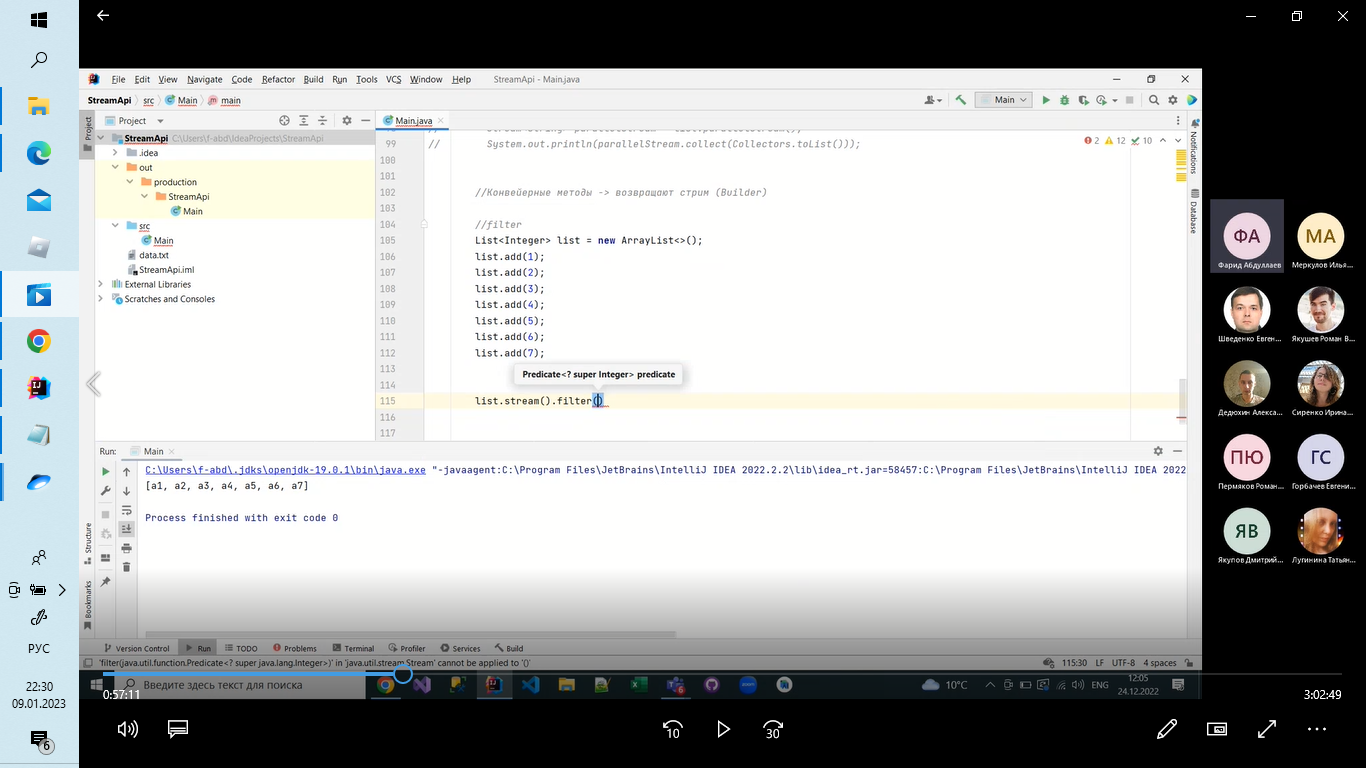 File Edit View Navigate Code Refactor Build Run Tools VCS Window Help StreamApi - Main.java
StreamApi src Main main
Main
Project
Main.java
StreamApi C:\Users\f-abd\IdeaProjects\StreamApi
.idea
out
production
StreamApi
Main
src
Main
data.txt
StreamApi.iml
External Libraries
Scratches and Consoles
Project
Structure
Bookmarks
Notifications
Database
2 12 10
99 // System.out.println(parallelStream.collect(Collectors.toList()));
100
101
102 //Конвейерные методы -> возвращают стрим (Builder)
103
104 //filter
105 List<Integer> list = new ArrayList<>();
106 list.add(1);
107 list.add(2);
108 list.add(3);
109 list.add(4);
110 list.add(5);
111 list.add(6);
112 list.add(7);
113
Predicate<? super Integer> predicate
114
115 list.stream().filter()
116
117
Run: Main
C:\Users\f-abd\.jdks\openjdk-19.0.1\bin\java.exe "-javaagent:C:\Program Files\JetBrains\IntelliJ IDEA 2022.2.2\lib\idea_rt.jar=58457:C:\Program Files\JetBrains\IntelliJ IDEA 2022
[a1, a2, a3, a4, a5, a6, a7]
Process finished with exit code 0
Version Control Run TODO Problems Terminal Profiler Services Build
'filter(java.util.function.Predicate<? super java.lang.Integer>)' in 'java.util.stream.Stream' cannot be applied to '()'
115:30 LF UTF-8 4 spaces
Введите здесь текст для поиска
10°C ENG
12:05
24.12.2022
0:57:11
3:02:49
10
30
ФА
Фарид Абдуллаев
МА
Меркулов Илья...
Шведенко Евген...
Якушев Роман В...
Дедюхин Алекса...
Сиренко Ирина...
ПЮ
Пермяков Роман...
ГС
Горбачев Евгени...
ЯВ
Якупов Дмитрий...
Лугинина Татьян...
РУС
22:30
09.01.2023
6